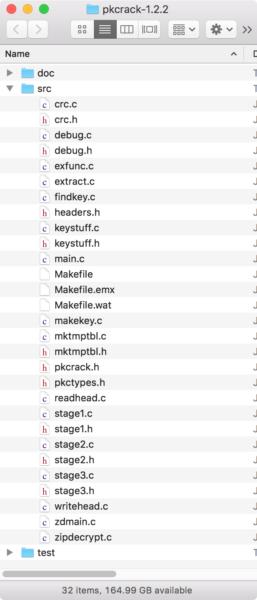 pkcrack-1.2.2
Name
doc
src
crc.c
crc.h
debug.c
debug.h
exfunc.c
extract.c
findkey.c
headers.h
keystuff.c
keystuff.h
main.c
Makefile
Makefile.emx
Makefile.wat
makekey.c
mktmptbl.c
mktmptbl.h
pkcrack.h
pkctypes.h
readhead.c
stage1.c
stage1.h
stage2.c
stage2.h
stage3.c
stage3.h
writehead.c
zdmain.c
zipdecrypt.c
test
32 items, 164.99 GB available